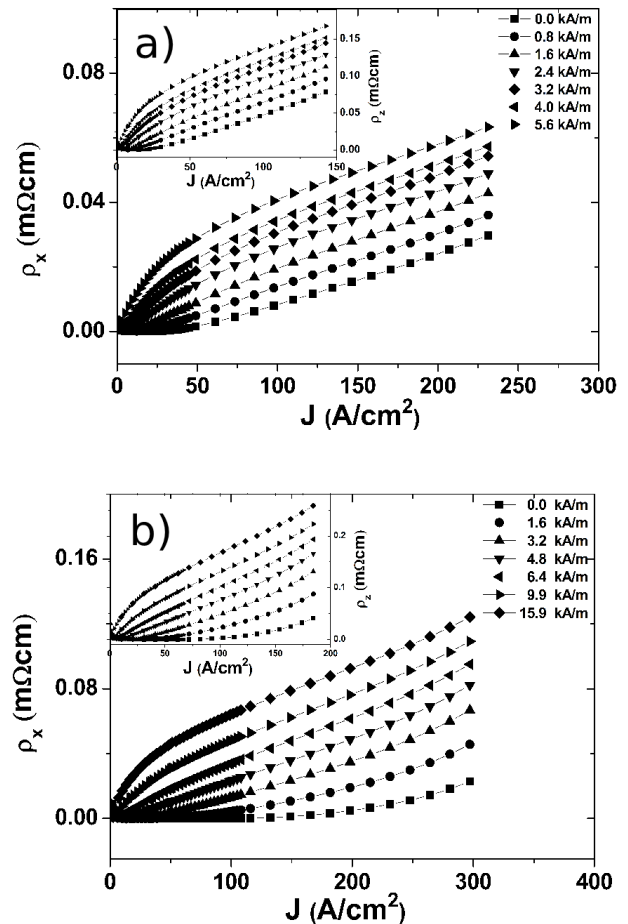 a)
0.15
0.10
0.05
0.00
ρz (mΩcm)
0 50 100 150
J (A/cm²)
0.0 kA/m
0.8 kA/m
1.6 kA/m
2.4 kA/m
3.2 kA/m
4.0 kA/m
5.6 kA/m
0.08
0.04
0.00
ρx (mΩcm)
0 50 100 150 200 250 300
J (A/cm²)
b)
0.2
0.1
0.0
ρz (mΩcm)
0 50 100 150 200
J (A/cm²)
0.0 kA/m
1.6 kA/m
3.2 kA/m
4.8 kA/m
6.4 kA/m
9.9 kA/m
15.9 kA/m
0.16
0.08
0.00
ρx (mΩcm)
0 100 200 300 400
J (A/cm²)